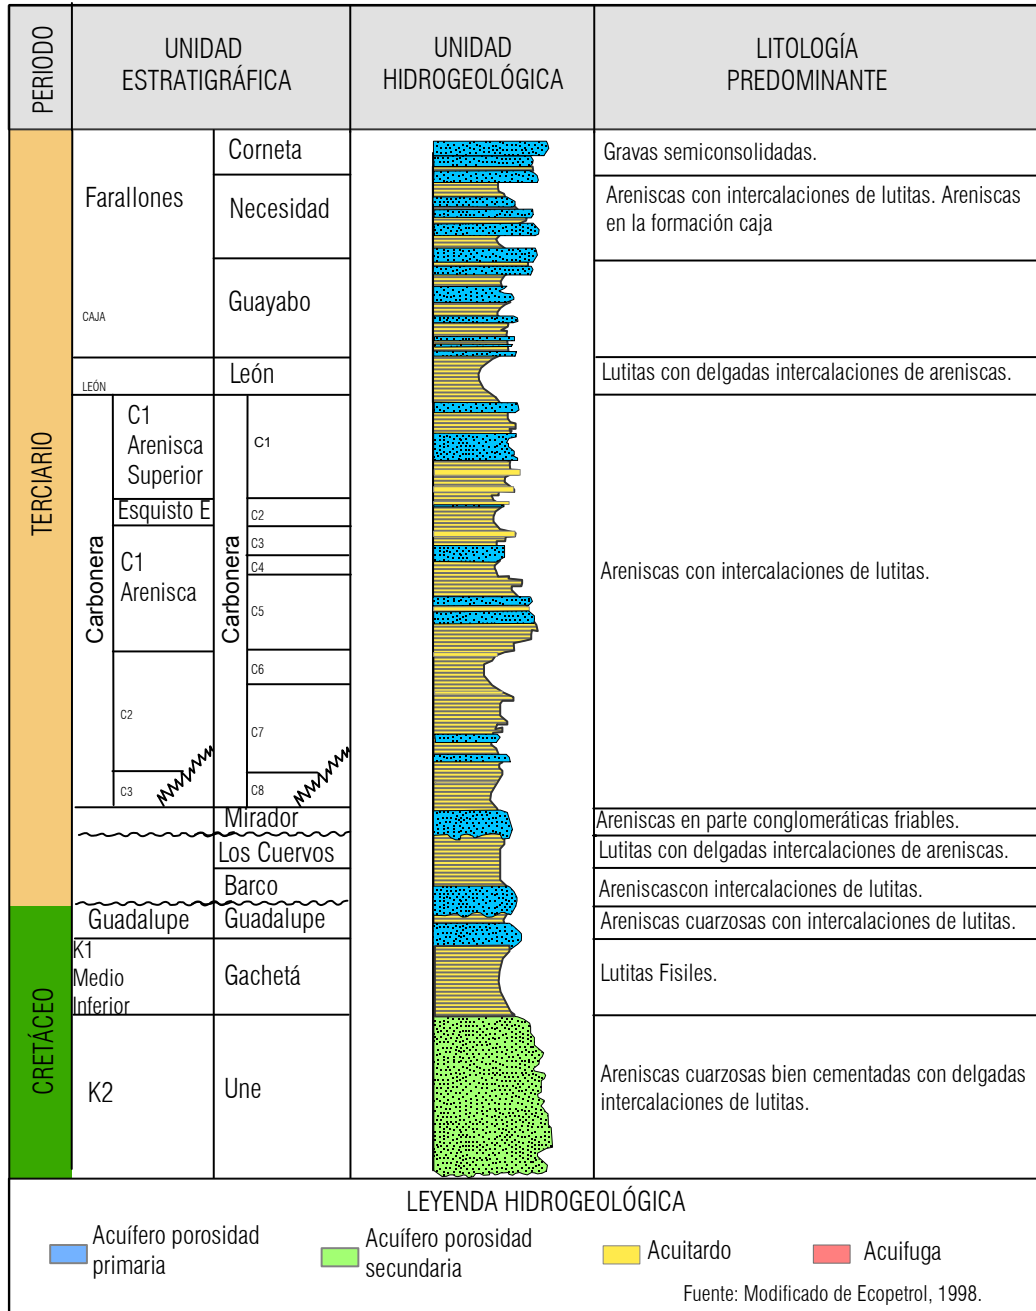 PERIODO
UNIDAD
ESTRATIGRÁFICA
UNIDAD
HIDROGEOLÓGICA
LITOLOGÍA
PREDOMINANTE
TERCIARIO
Farallones
CAJA
Corneta
Gravas semiconsolidadas.
Necesidad
Areniscas con intercalaciones de lutitas. Areniscas
en la formación caja
Guayabo
LEÓN
León
Lutitas con delgadas intercalaciones de areniscas.
Carbonera
C1
Arenisca
Superior
Esquisto E
C1
Arenisca
C2
C3
Carbonera
C1
C2
C3
C4
C5
C6
C7
C8
Areniscas con intercalaciones de lutitas.
Mirador
Areniscas en parte conglomeráticas friables.
Los Cuervos
Lutitas con delgadas intercalaciones de areniscas.
Barco
Areniscascon intercalaciones de lutitas.
CRETÁCEO
Guadalupe
Guadalupe
Areniscas cuarzosas con intercalaciones de lutitas.
K1
Medio
Inferior
Gachetá
Lutitas Fisiles.
K2
Une
Areniscas cuarzosas bien cementadas con delgadas
intercalaciones de lutitas.
LEYENDA HIDROGEOLÓGICA
Acuífero porosidad
primaria
Acuífero porosidad
secundaria
Acuitardo
Acuifuga
Fuente: Modificado de Ecopetrol, 1998.